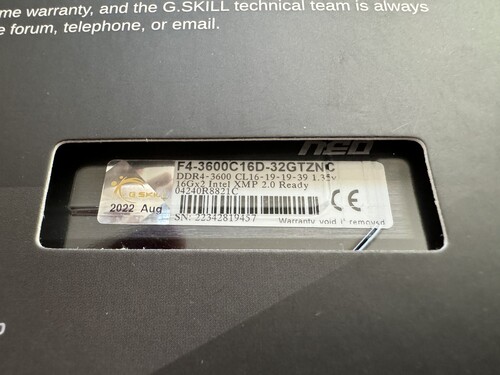 me warranty, and the G.SKILL technical team is always
e forum, telephone, or email.
neo
F4-3600C16D-32GTZNC
DDR4-3600 CL16-19-19-39 1.35v
16Gx2 Intel XMP 2.0 Ready
04240R8821C
G.SKILL
2022 Aug
CE
SN: 22342819457
Warranty void if removed